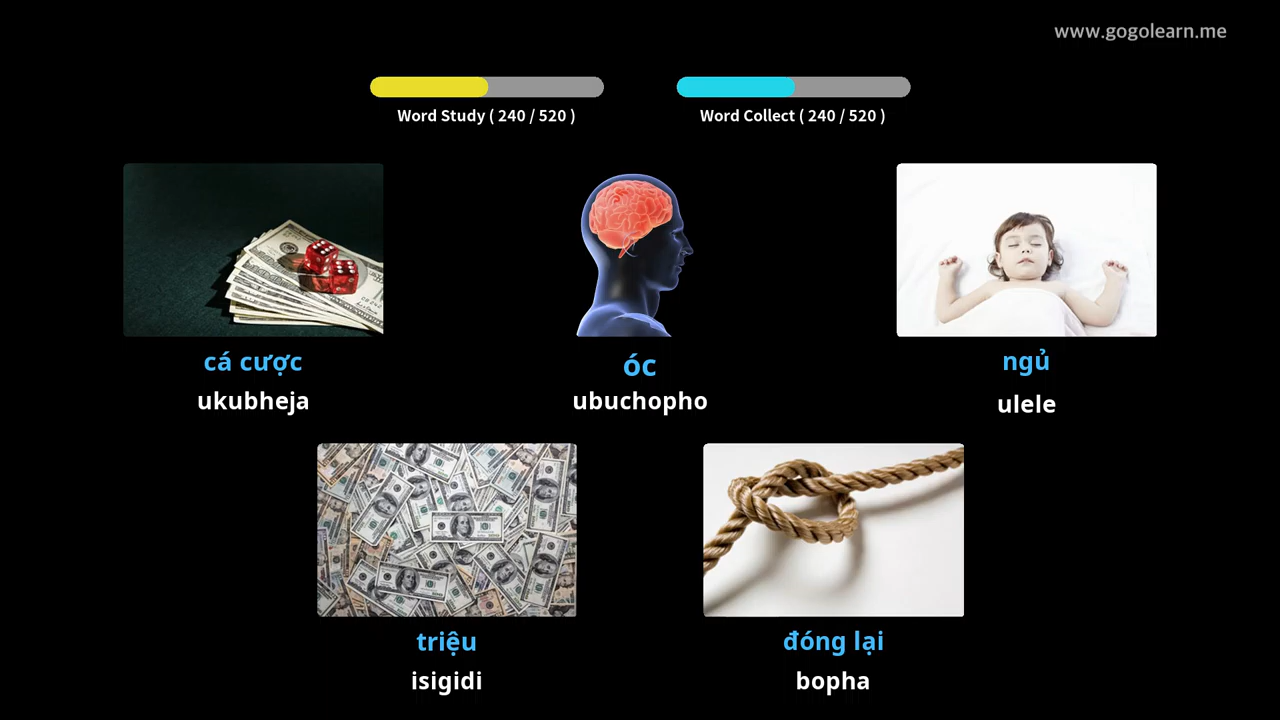 www.gogolearn.me
Word Study ( 240 / 520 )
Word Collect ( 240 / 520 )
cá cược
ukubheja
óc
ubuchopho
ngủ
ulele
triệu
isigidi
đóng lại
bopha